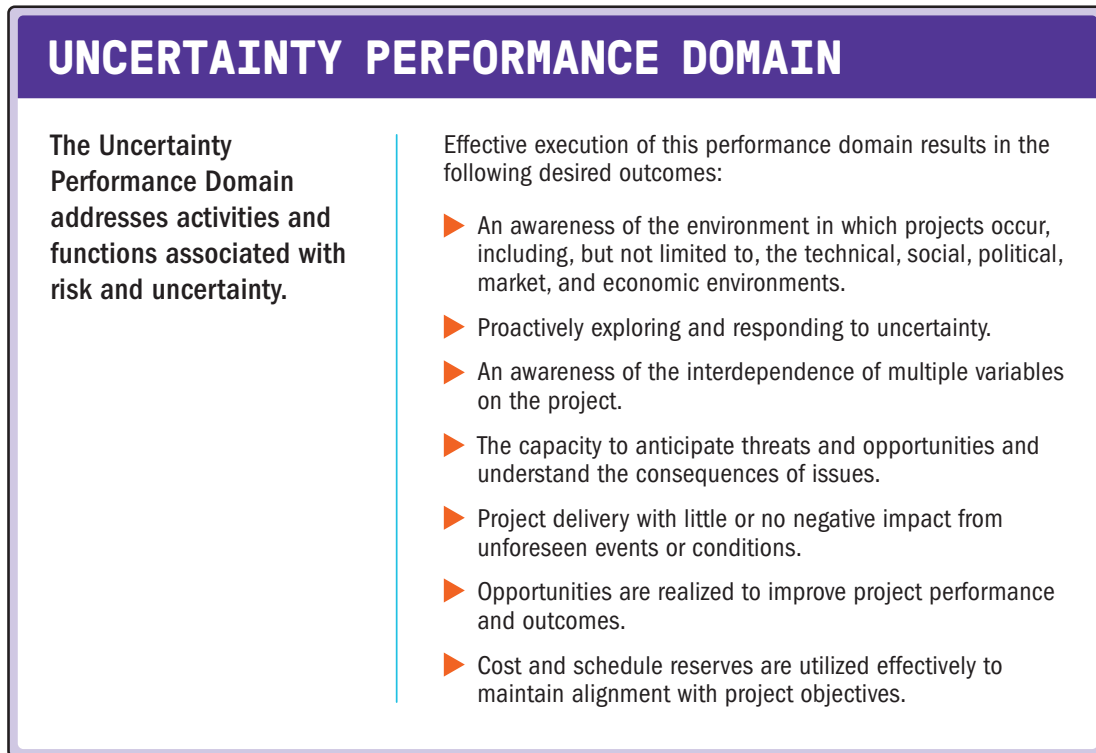 UNCERTAINTY PERFORMANCE DOMAIN
The Uncertainty
Performance Domain
addresses activities and
functions associated with
risk and uncertainty.
Effective execution of this performance domain results in the
following desired outcomes:
An awareness of the environment in which projects occur,
including, but not limited to, the technical, social, political,
market, and economic environments.
Proactively exploring and responding to uncertainty.
An awareness of the interdependence of multiple variables
on the project.
The capacity to anticipate threats and opportunities and
understand the consequences of issues.
Project delivery with little or no negative impact from
unforeseen events or conditions.
Opportunities are realized to improve project performance
and outcomes.
Cost and schedule reserves are utilized effectively to
maintain alignment with project objectives.